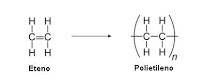 H H H H
C=C C C
H H H H n
Eteno Polietileno